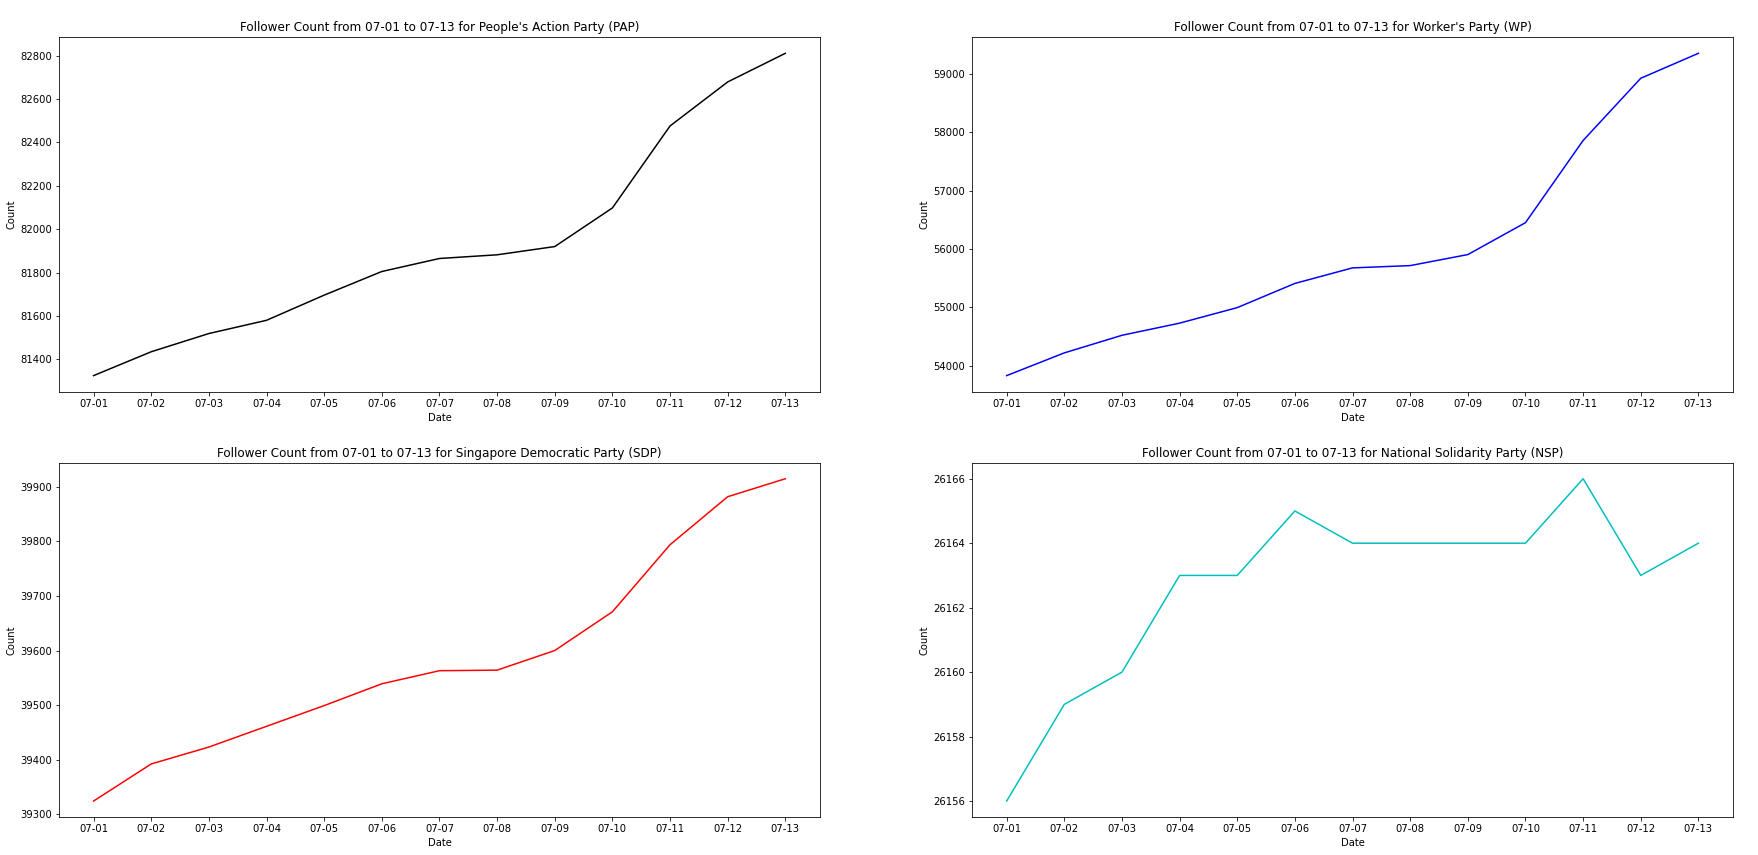 Follower Count from 07-01 to 07-13 for People's Action Party (PAP)
82800
82600
82400
82200
82000
81800
81600
81400
Count
07-01 07-02 07-03 07-04 07-05 07-06 07-07 07-08 07-09 07-10 07-11 07-12 07-13
Date
Follower Count from 07-01 to 07-13 for Worker's Party (WP)
59000
58000
57000
56000
55000
54000
Count
07-01 07-02 07-03 07-04 07-05 07-06 07-07 07-08 07-09 07-10 07-11 07-12 07-13
Date
Follower Count from 07-01 to 07-13 for Singapore Democratic Party (SDP)
39900
39800
39700
39600
39500
39400
39300
Count
07-01 07-02 07-03 07-04 07-05 07-06 07-07 07-08 07-09 07-10 07-11 07-12 07-13
Date
Follower Count from 07-01 to 07-13 for National Solidarity Party (NSP)
26166
26164
26162
26160
26158
26156
Count
07-01 07-02 07-03 07-04 07-05 07-06 07-07 07-08 07-09 07-10 07-11 07-12 07-13
Date